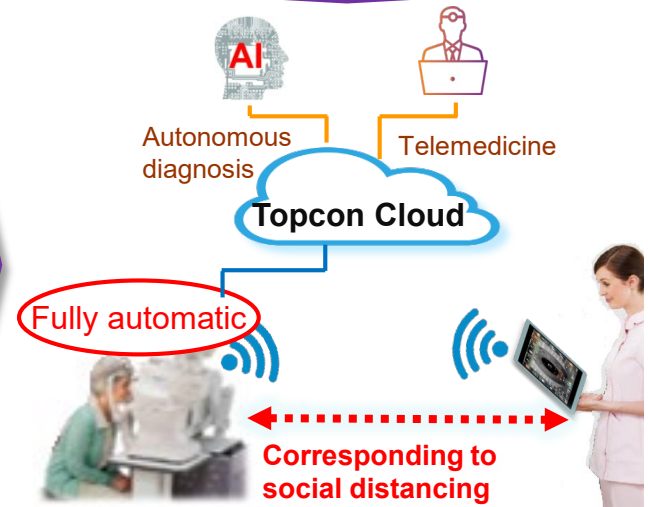 AI
Autonomous
diagnosis
Telemedicine
Topcon Cloud
Fully automatic
Corresponding to
social distancing